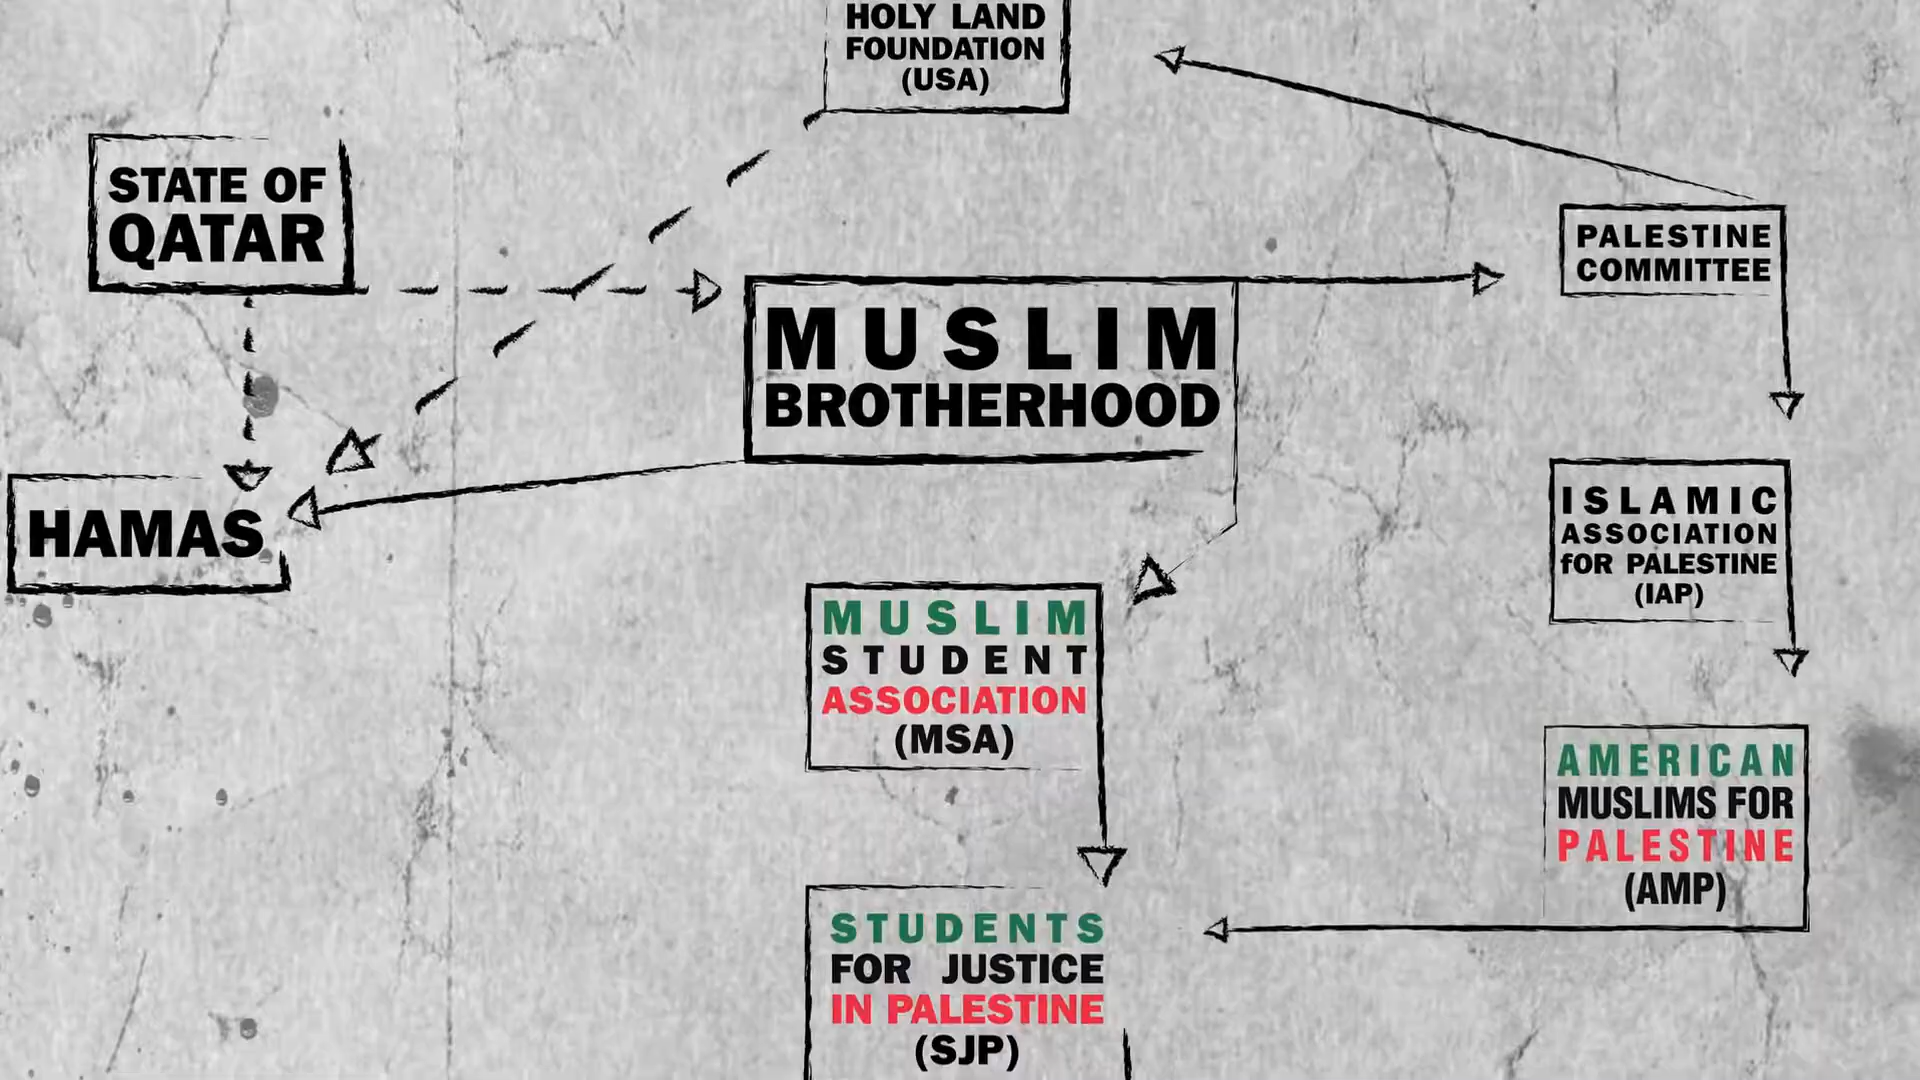 HOLY LAND
FOUNDATION
(USA)
STATE OF
QATAR
PALESTINE
COMMITTEE
MUSLIM
BROTHERHOOD
HAMAS
ISLAMIC
ASSOCIATION
fOR PALESTINE
(IAP)
MUSLIM
STUDENT
ASSOCIATION
(MSA)
AMERICAN
MUSLIMS FOR
PALESTINE
(AMP)
STUDENTS
FOR JUSTICE
IN PALESTINE
(SJP)